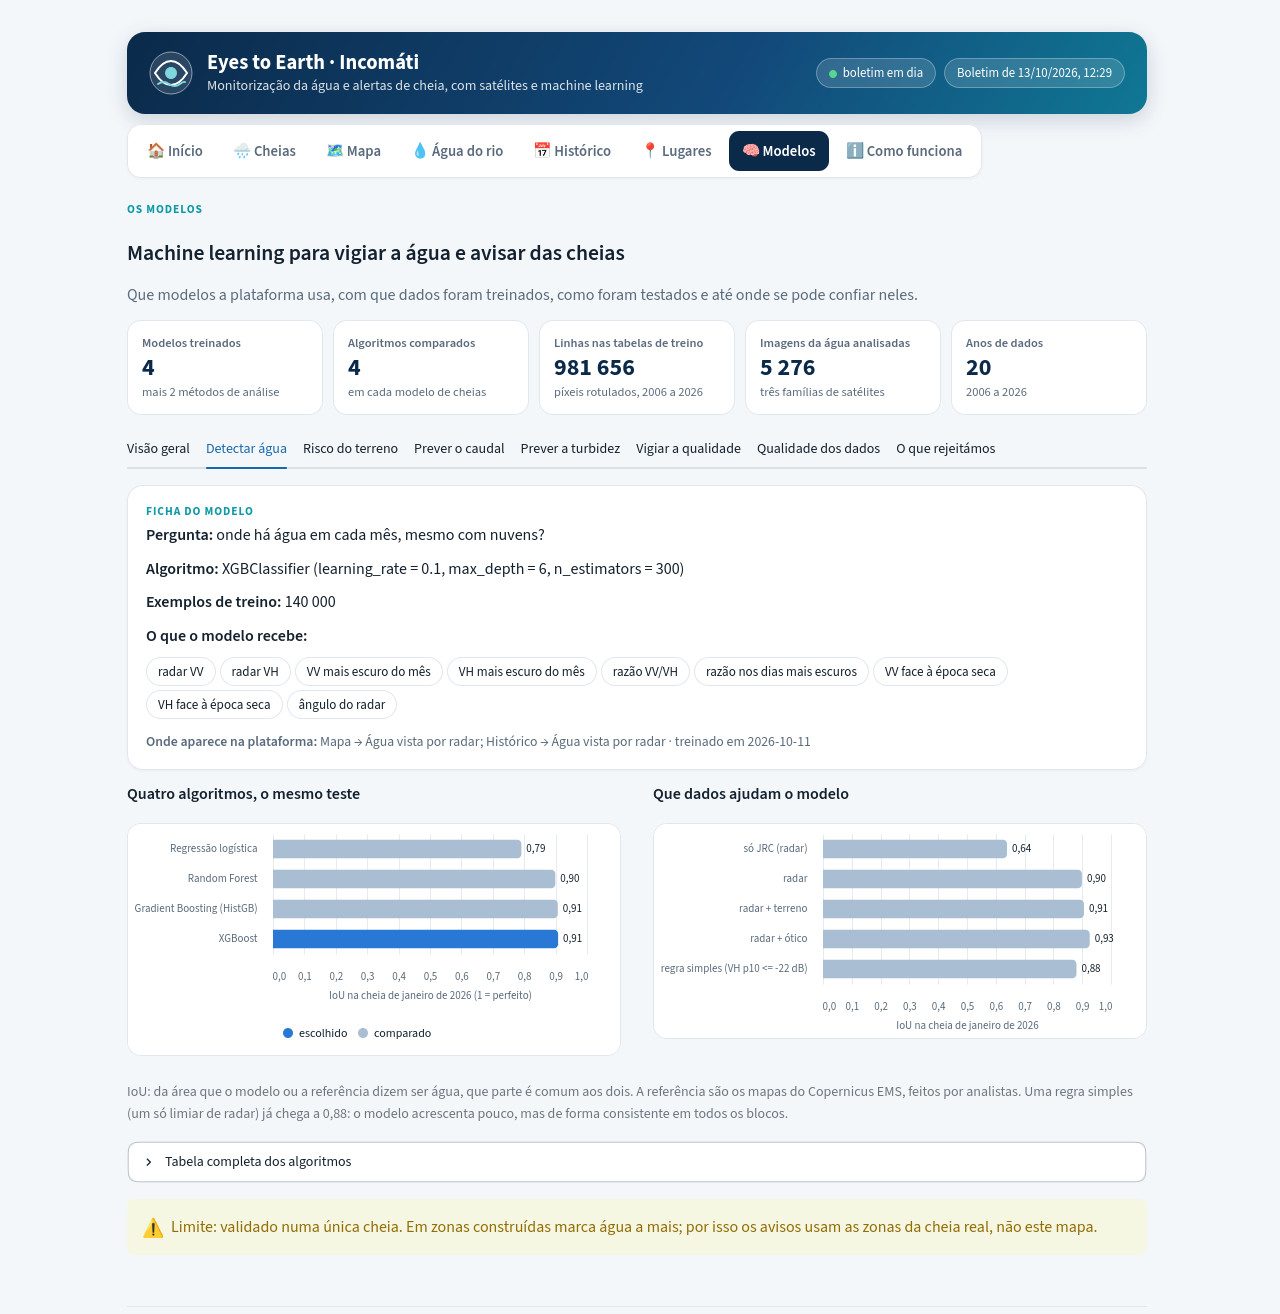 Eyes to Earth · Incomáti
Monitorização da água e alertas de cheia, com satélites e machine learning
boletim em dia
Boletim de 13/10/2026, 12:29
Início
Cheias
Mapa
Água do rio
Histórico
Lugares
Modelos
Como funciona
OS MODELOS
Machine learning para vigiar a água e avisar das cheias
Que modelos a plataforma usa, com que dados foram treinados, como foram testados e até onde se pode confiar neles.
Modelos treinados
4
mais 2 métodos de análise
Algoritmos comparados
4
em cada modelo de cheias
Linhas nas tabelas de treino
981 656
píxeis rotulados, 2006 a 2026
Imagens da água analisadas
5 276
três famílias de satélites
Anos de dados
20
2006 a 2026
Visão geral
Detectar água
Risco do terreno
Prever o caudal
Prever a turbidez
Vigiar a qualidade
Qualidade dos dados
O que rejeitámos
FICHA DO MODELO
Pergunta: onde há água em cada mês, mesmo com nuvens?
Algoritmo: XGBClassifier (learning_rate = 0.1, max_depth = 6, n_estimators = 300)
Exemplos de treino: 140 000
O que o modelo recebe:
radar VV
radar VH
VV mais escuro do mês
VH mais escuro do mês
razão VV/VH
razão nos dias mais escuros
VV face à época seca
VH face à época seca
ângulo do radar
Onde aparece na plataforma: Mapa → Água vista por radar; Histórico → Água vista por radar · treinado em 2026-10-11
Quatro algoritmos, o mesmo teste
Regressão logística 0,79
Random Forest 0,90
Gradient Boosting (HistGB) 0,91
XGBoost 0,91
0,0 0,1 0,2 0,3 0,4 0,5 0,6 0,7 0,8 0,9 1,0
IoU na cheia de janeiro de 2026 (1 = perfeito)
escolhido
comparado
Que dados ajudam o modelo
só JRC (radar) 0,64
radar 0,90
radar + terreno 0,91
radar + ótico 0,93
regra simples (VH p10 <= -22 dB) 0,88
0,0 0,1 0,2 0,3 0,4 0,5 0,6 0,7 0,8 0,9 1,0
IoU na cheia de janeiro de 2026
IoU: da área que o modelo ou a referência dizem ser água, que parte é comum aos dois. A referência são os mapas do Copernicus EMS, feitos por analistas. Uma regra simples
(um só limiar de radar) já chega a 0,88: o modelo acrescenta pouco, mas de forma consistente em todos os blocos.
Tabela completa dos algoritmos
Limite: validado numa única cheia. Em zonas construídas marca água a mais; por isso os avisos usam as zonas da cheia real, não este mapa.